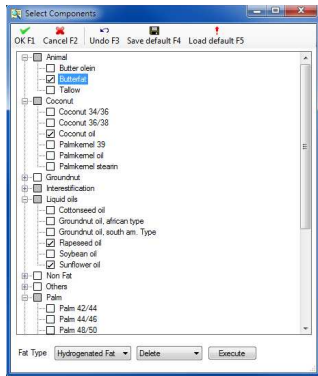 Select Components
OK F1 Cancel F2 Undo F3 Save default F4 Load default F5
Animal
Butter olein
Butterfat
Tallow
Coconut
Coconut 34/36
Coconut 36/38
Coconut oil
Palmkernel 39
Palmkernel oil
Palmkernel stearin
Groundnut
Interestification
Liquid oils
Cottonseed oil
Groundnut oil, african type
Groundnut oil, south am. Type
Rapeseed oil
Soybean oil
Sunflower oil
Non Fat
Others
Palm
Palm 42/44
Palm 44/46
Palm 48/50
Fat Type Hydrogenated Fat Delete Execute